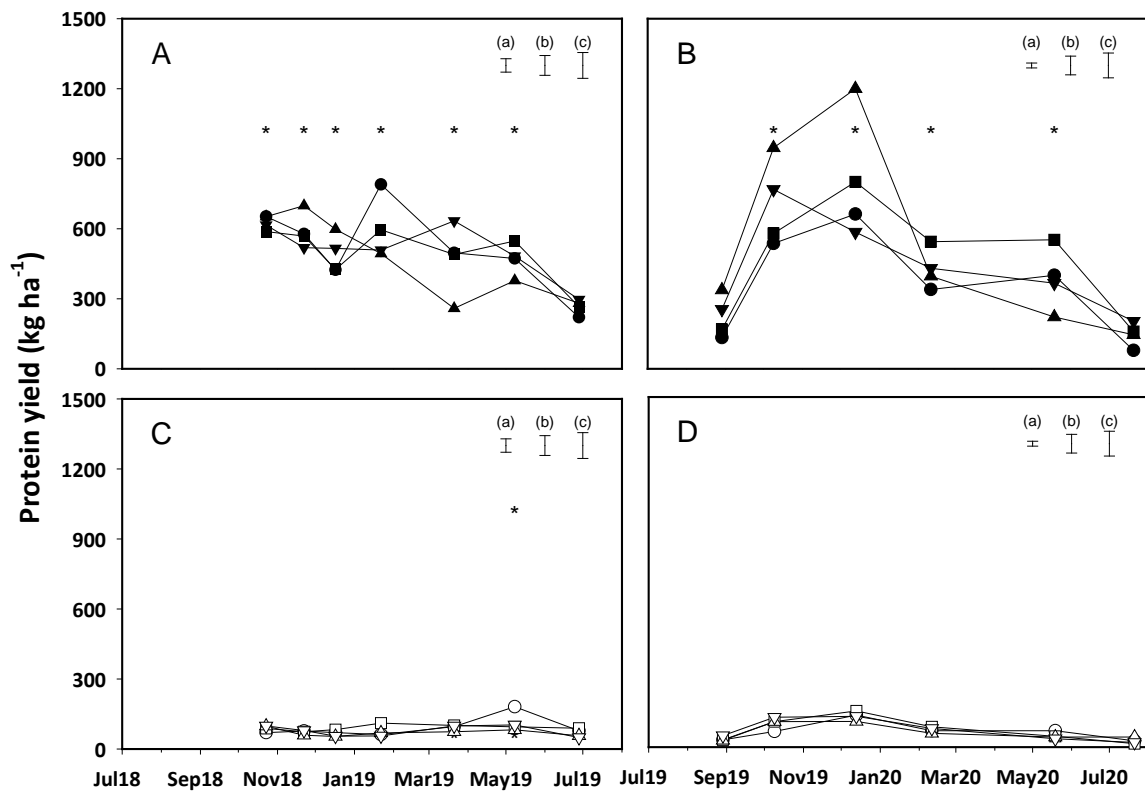 1500
1200
900
600
300
0
A
(a) (b) (c)
* * * * * *
B
(a) (b) (c)
* * * *
Protein yield (kg ha⁻¹)
1500
1200
900
600
300
0
C
(a) (b) (c)
*
D
(a) (b) (c)
Jul18 Sep18 Nov18 Jan19 Mar19 May19 Jul19
Jul19 Sep19 Nov19 Jan20 Mar20 May20 Jul20